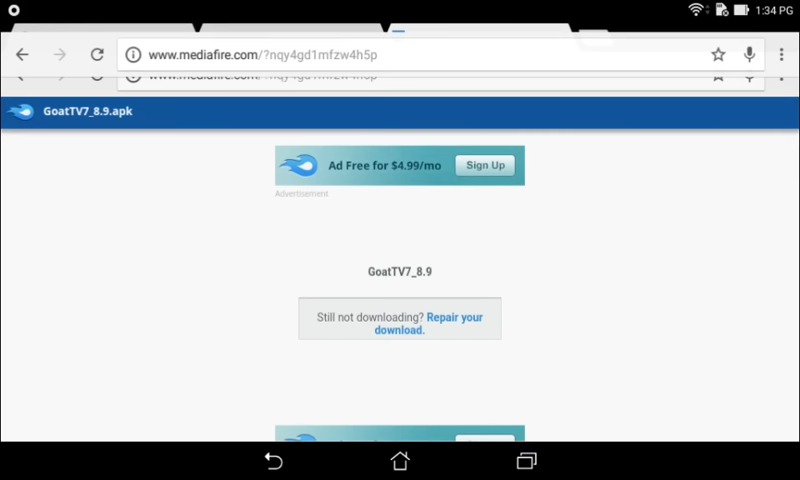 1:34 PG
www.mediafire.com/?nqy4gd1mfzw4h5p
GoatTV7_8.9.apk
Ad Free for $4.99/mo
Sign Up
Advertisement
GoatTV7_8.9
Still not downloading? Repair your
download.